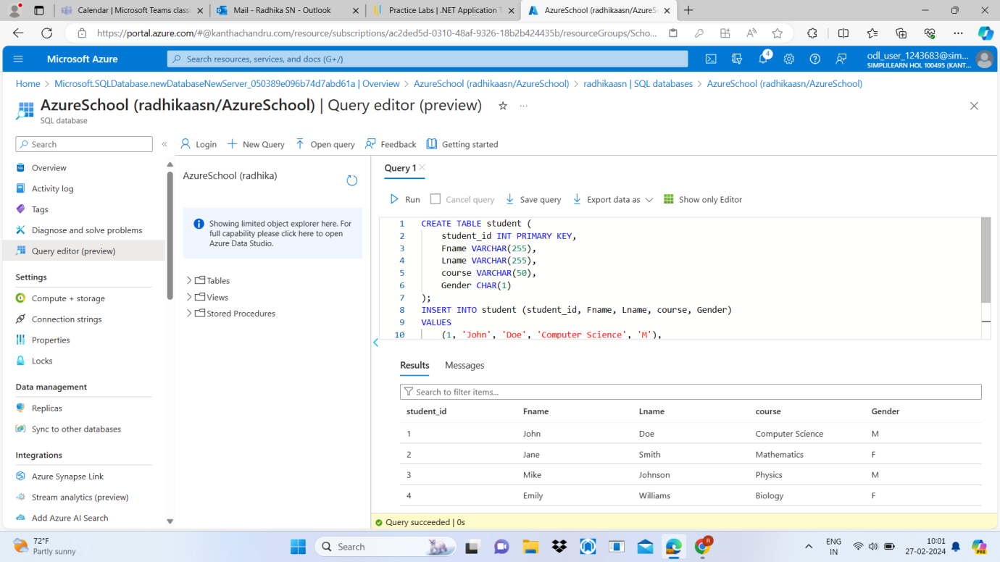 Calendar | Microsoft Teams classi
Mail - Radhika SN - Outlook
Practice Labs | .NET Application T
AzureSchool (radhikaasn/AzureS
https://portal.azure.com/#@kanthachandru.com/resource/subscriptions/ac2ded5d-0310-48af-9326-18b2b424435b/resourceGroups/Scho...
Microsoft Azure
Search resources, services, and docs (G+/)
4
odl_user_1243683@sim...
SIMPLILEARN HOL 100495 (KANT...
Home > Microsoft.SQLDatabase.newDatabaseNewServer_050389e096b74d7abd61a | Overview > AzureSchool (radhikaasn/AzureSchool) > radhikaasn | SQL databases > AzureSchool (radhikaasn/AzureSchool)
AzureSchool (radhikaasn/AzureSchool) | Query editor (preview)
SQL database
Search
Overview
Activity log
Tags
Diagnose and solve problems
Query editor (preview)
Settings
Compute + storage
Connection strings
Properties
Locks
Data management
Replicas
Sync to other databases
Integrations
Azure Synapse Link
Stream analytics (preview)
Add Azure AI Search
Login
New Query
Open query
Feedback
Getting started
AzureSchool (radhika)
Showing limited object explorer here. For
full capability please click here to open
Azure Data Studio.
Tables
Views
Stored Procedures
Query 1
Run
Cancel query
Save query
Export data as
Show only Editor
1 CREATE TABLE student (
2 student_id INT PRIMARY KEY,
3 Fname VARCHAR(255),
4 Lname VARCHAR(255),
5 course VARCHAR(50),
6 Gender CHAR(1)
7 );
8 INSERT INTO student (student_id, Fname, Lname, course, Gender)
9 VALUES
10 (1, 'John', 'Doe', 'Computer Science', 'M'),
Results Messages
Search to filter items...
student_id Fname Lname course Gender
1 John Doe Computer Science M
2 Jane Smith Mathematics F
3 Mike Johnson Physics M
4 Emily Williams Biology F
Query succeeded | 0s
72°F
Partly sunny
Search
R
ENG
IN
10:01
27-02-2024
PRE